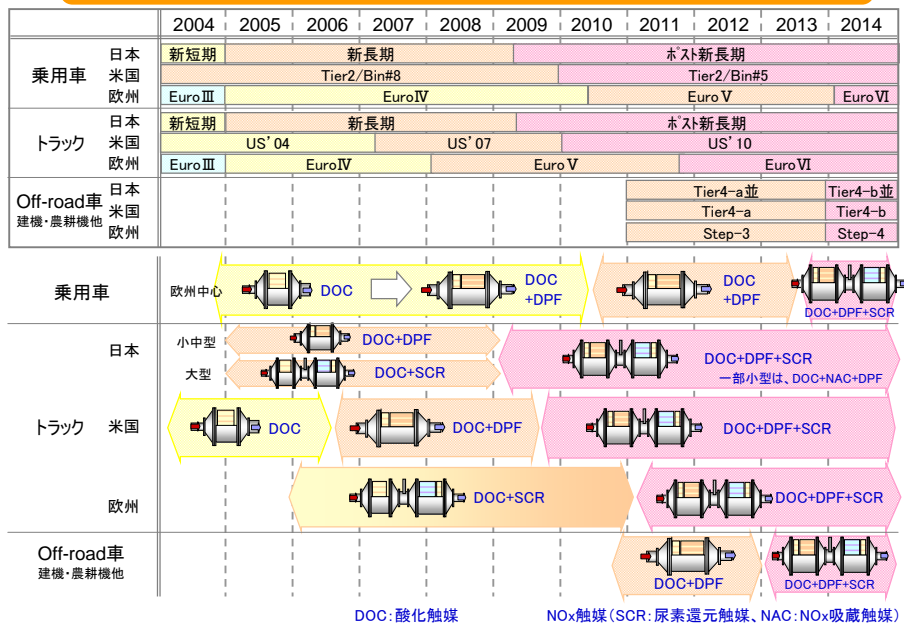 2004 2005 2006 2007 2008 2009 2010 2011 2012 2013 2014
乗用車
日本 新短期 新長期 ポスト新長期
米国 Tier2/Bin#8 Tier2/Bin#5
欧州 EuroⅢ EuroⅣ EuroⅤ EuroⅥ
トラック
日本 新短期 新長期 ポスト新長期
米国 US'04 US'07 US'10
欧州 EuroⅢ EuroⅣ EuroⅤ EuroⅥ
Off-road車
建機・農耕機他
日本 Tier4-a並 Tier4-b並
米国 Tier4-a Tier4-b
欧州 Step-3 Step-4
乗用車 欧州中心 DOC
DOC
+DPF
DOC
+DPF
DOC+DPF+SCR
トラック
日本
小中型 DOC+DPF
大型 DOC+SCR
DOC+DPF+SCR
一部小型は、DOC+NAC+DPF
米国 DOC DOC+DPF DOC+DPF+SCR
欧州 DOC+SCR DOC+DPF+SCR
Off-road車
建機・農耕機他
DOC+DPF DOC+DPF+SCR
DOC:酸化触媒 NOx触媒(SCR:尿素還元触媒、NAC:NOx吸蔵触媒)